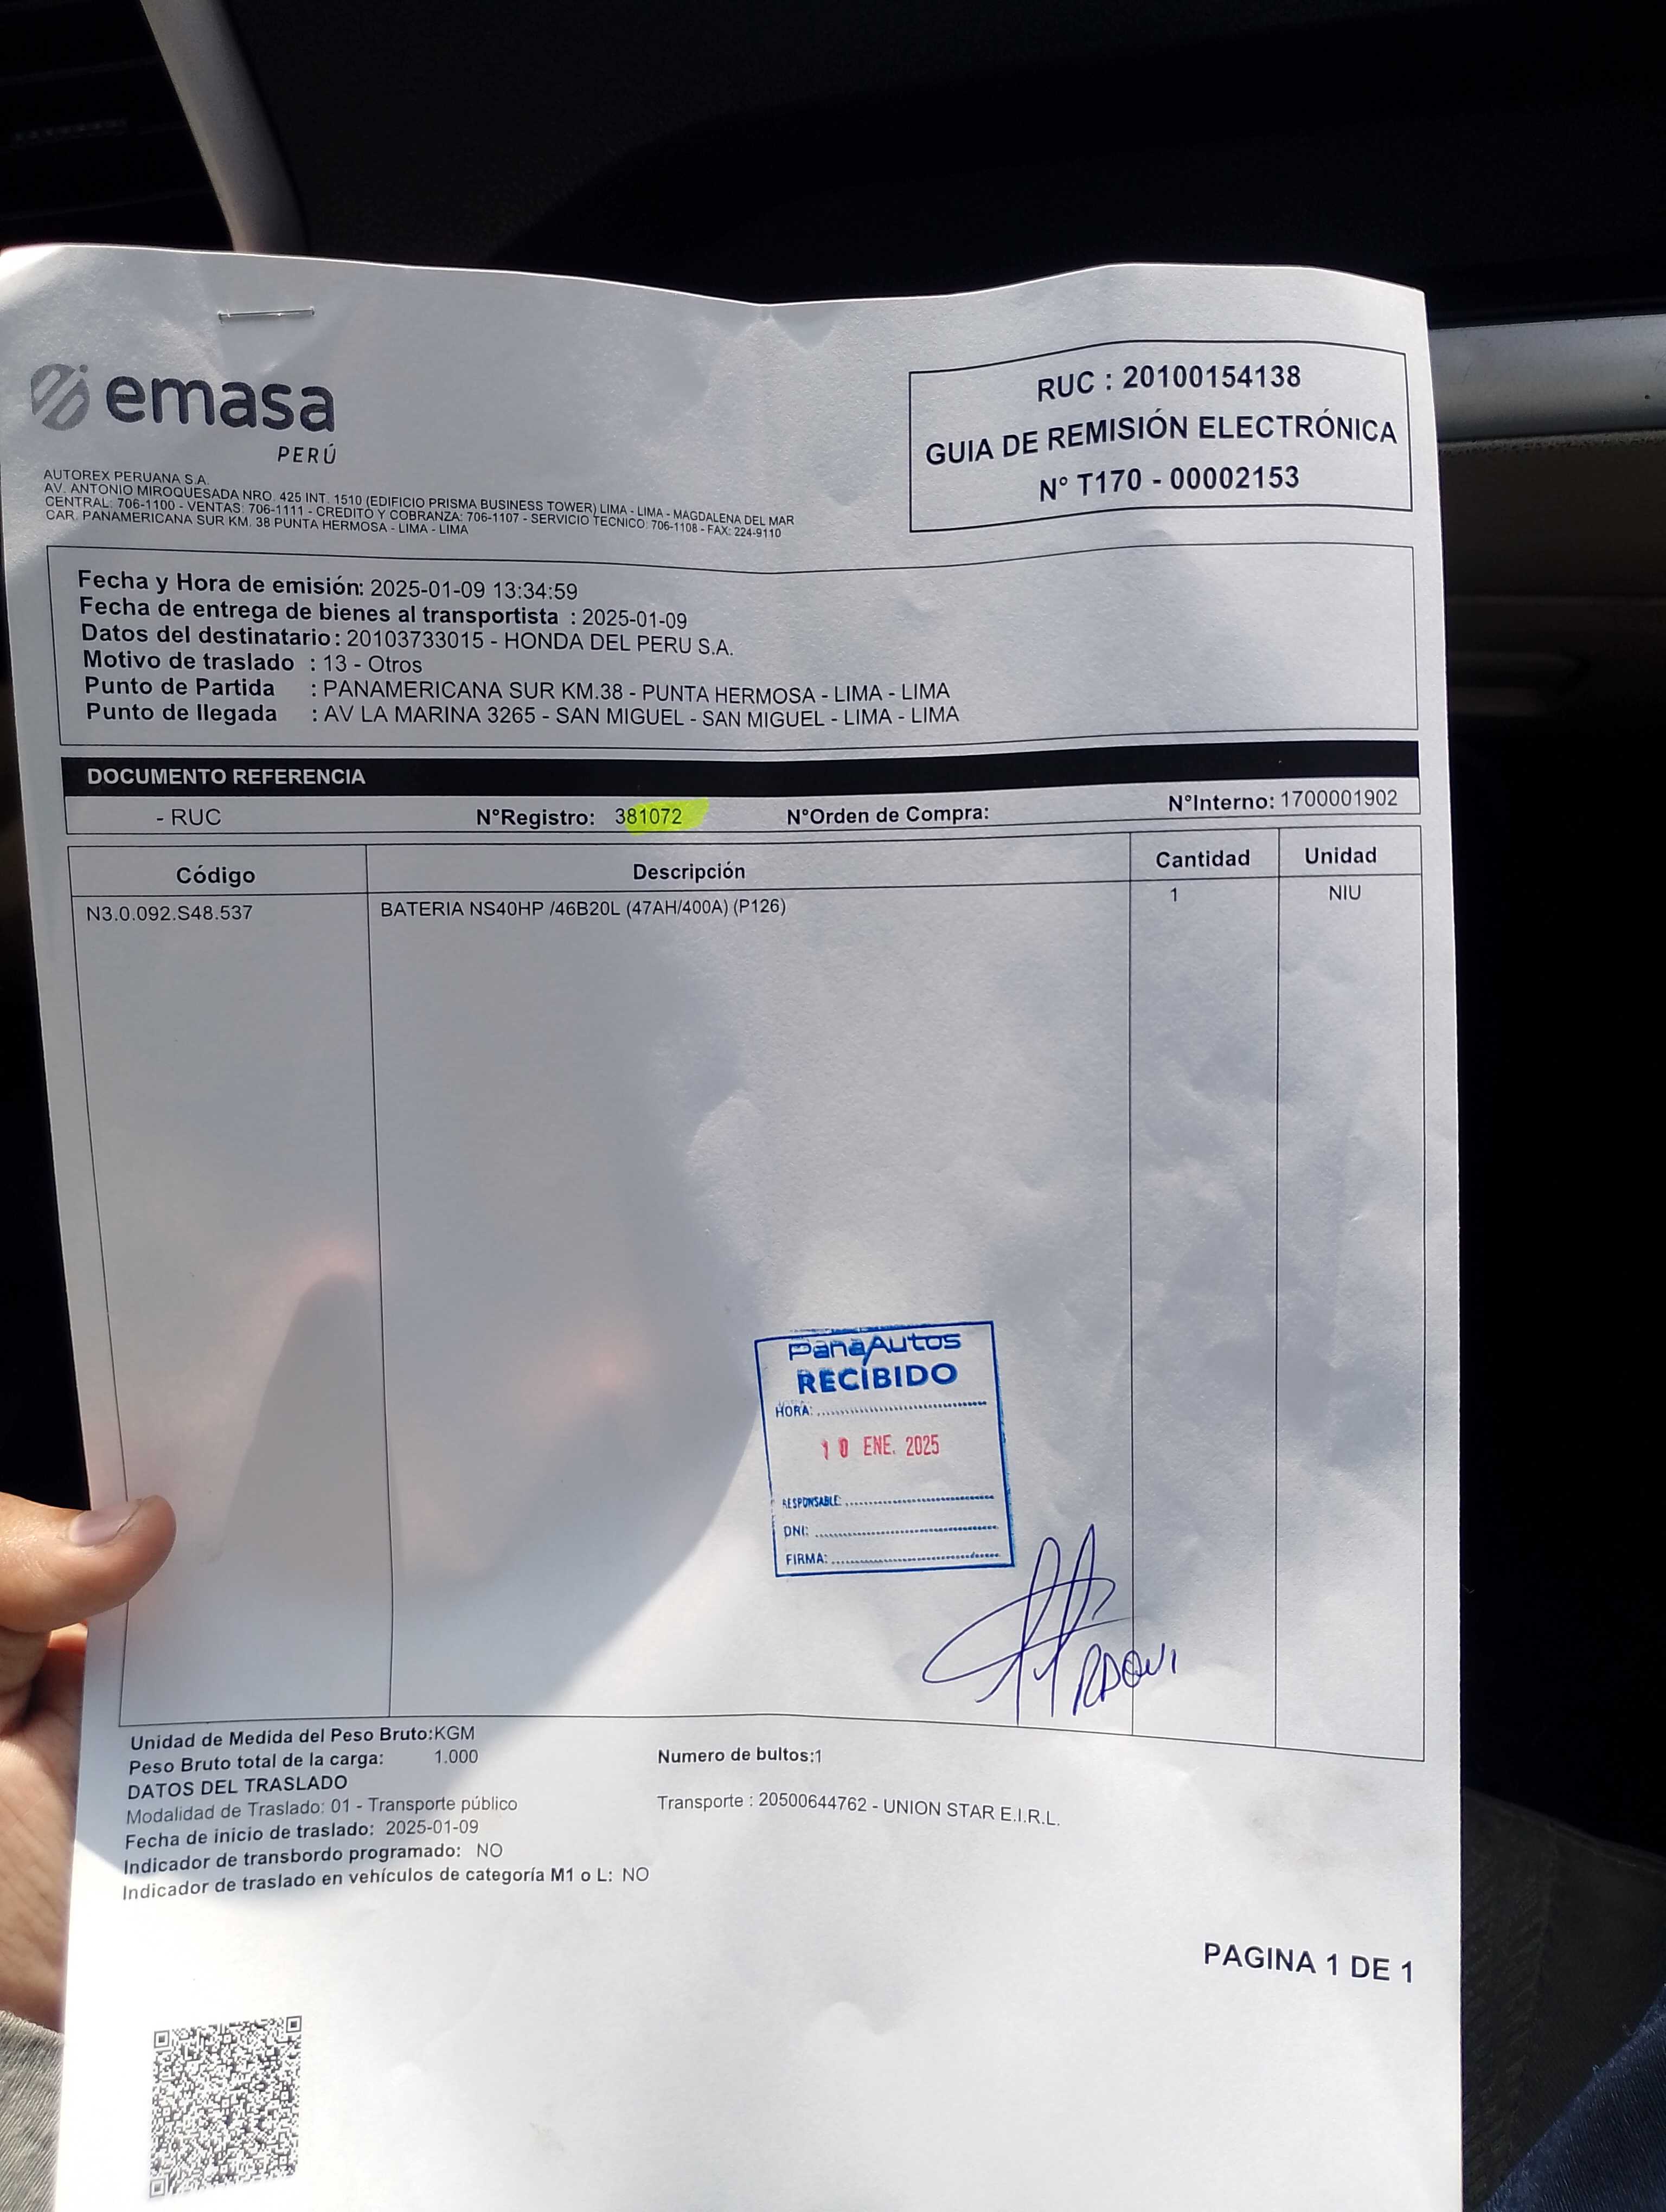 emasa
PERÚ
AUTOREX PERUANA S.A.
AV. ANTONIO MIROQUESADA NRO. 425 INT. 1510 (EDIFICIO PRISMA BUSINESS TOWER) LIMA - LIMA - MAGDALENA DEL MAR
CENTRAL: 706-1100 - VENTAS: 706-1111 - CREDITO Y COBRANZA: 706-1107 - SERVICIO TECNICO: 706-1108 - FAX: 224-9110
CAR. PANAMERICANA SUR KM. 38 PUNTA HERMOSA - LIMA - LIMA
RUC : 20100154138
GUIA DE REMISIÓN ELECTRÓNICA
N° T170 - 00002153
Fecha y Hora de emisión: 2025-01-09 13:34:59
Fecha de entrega de bienes al transportista : 2025-01-09
Datos del destinatario: 20103733015 - HONDA DEL PERU S.A.
Motivo de traslado : 13 - Otros
Punto de Partida : PANAMERICANA SUR KM.38 - PUNTA HERMOSA - LIMA - LIMA
Punto de llegada : AV LA MARINA 3265 - SAN MIGUEL - SAN MIGUEL - LIMA - LIMA
DOCUMENTO REFERENCIA
- RUC N°Registro: 381072 N°Orden de Compra: N°Interno: 1700001902
Código Descripción Cantidad Unidad
N3.0.092.S48.537 BATERIA NS40HP /46B20L (47AH/400A) (P126) 1 NIU
PanaAutos
RECIBIDO
HORA:
10 ENE. 2025
RESPONSABLE:
DNI:
FIRMA:
Unidad de Medida del Peso Bruto:KGM
Peso Bruto total de la carga: 1.000 Numero de bultos:1
DATOS DEL TRASLADO
Modalidad de Traslado: 01 - Transporte público Transporte : 20500644762 - UNION STAR E.I.R.L.
Fecha de inicio de traslado: 2025-01-09
Indicador de transbordo programado: NO
Indicador de traslado en vehículos de categoría M1 o L: NO
PAGINA 1 DE 1